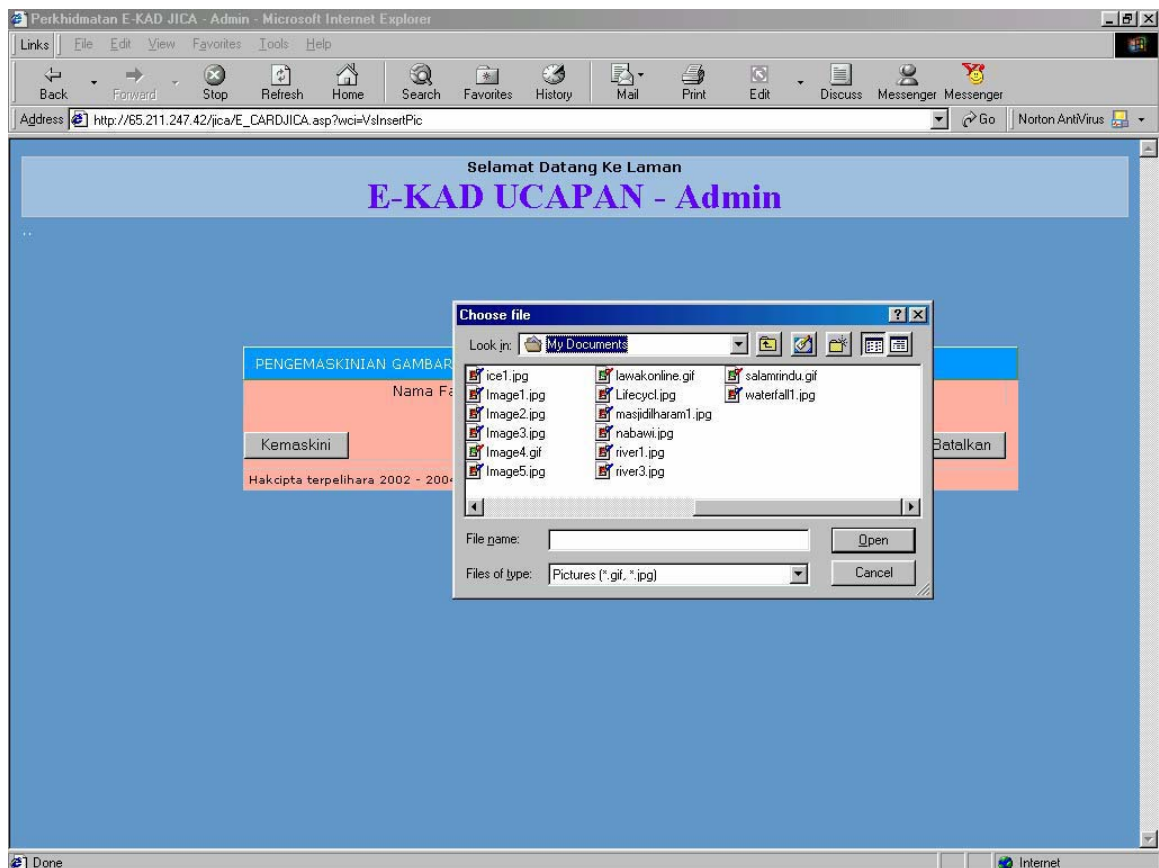 Perkhidmatan E-KAD JICA - Admin - Microsoft Internet Explorer
Links File Edit View Favorites Tools Help
Back Forward Stop Refresh Home Search Favorites History Mail Print Edit Discuss Messenger Messenger
Address http://65.211.247.42/jica/E_CARDJICA.asp?wci=VsInsertPic Go Norton AntiVirus
Selamat Datang Ke Laman
E-KAD UCAPAN - Admin
..
Choose file
Look in: My Documents
ice1.jpg lawakonline.gif salamrindu.gif
Image1.jpg Lifecycl.jpg waterfall1.jpg
Image2.jpg masjidilharam1.jpg
Image3.jpg nabawi.jpg
Image4.gif river1.jpg
Image5.jpg river3.jpg
File name: Open
Files of type: Pictures (*.gif, *.jpg) Cancel
PENGEMASKINIAN GAMBAR
Nama Fa
Kemaskini Batalkan
Hakcipta terpelihara 2002 - 2004
Done Internet